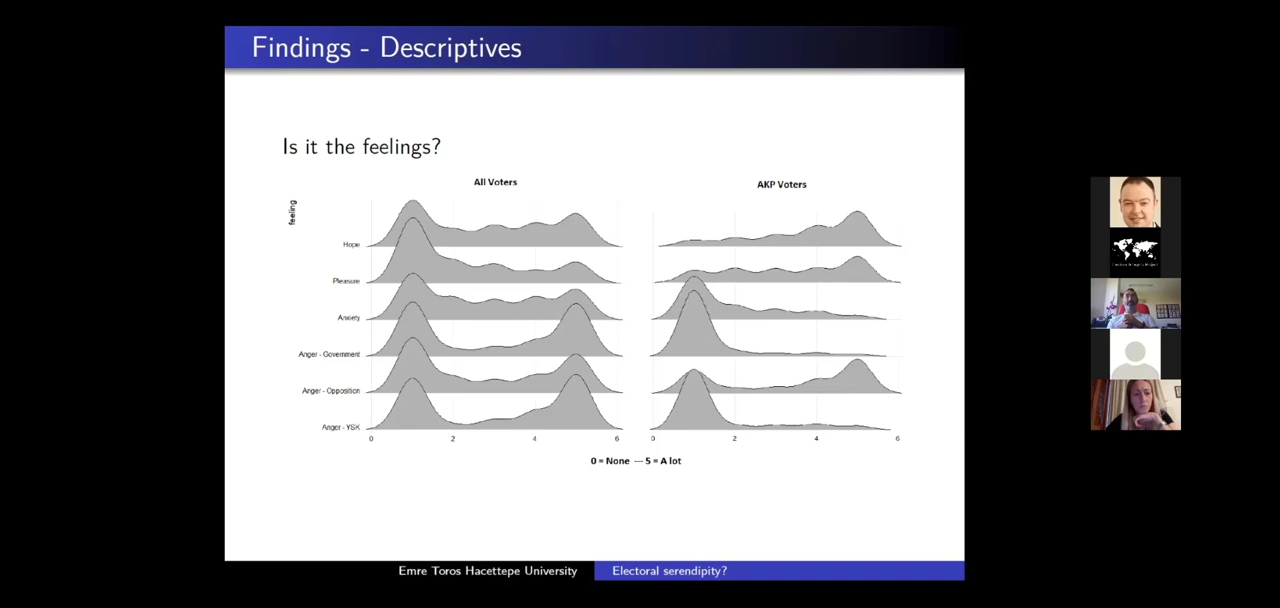 Findings - Descriptives
Is it the feelings?
All Voters
AKP Voters
feeling
Hope
Pleasure
Anxiety
Anger - Government
Anger - Opposition
Anger - YSK
0 2 4 6
0 2 4 6
0 = None --- 5 = A lot
Emre Toros Hacettepe University
Electoral serendipity?